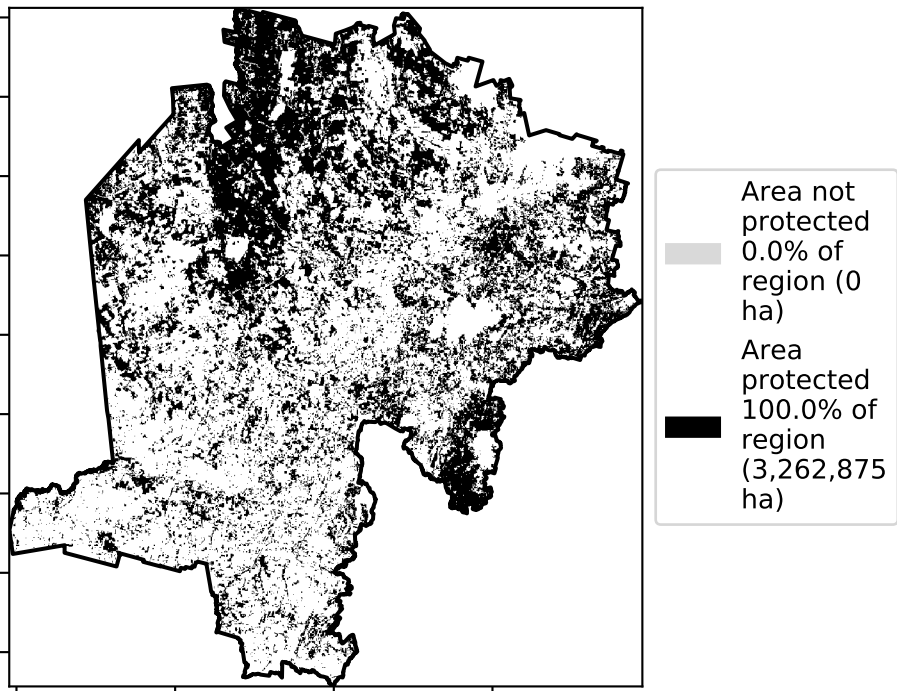 Area not
protected
0.0% of
region (0
ha)
Area
protected
100.0% of
region
(3,262,875
ha)